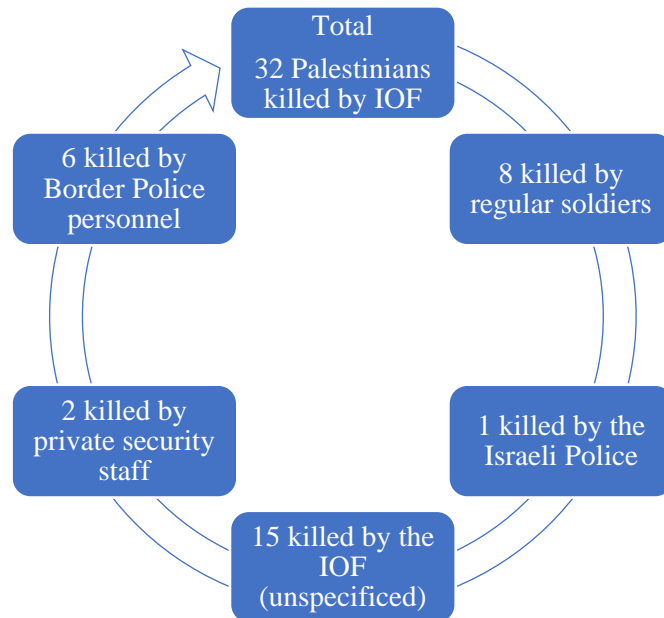 Total
32 Palestinians
killed by IOF
8 killed by
regular soldiers
1 killed by the
Israeli Police
15 killed by the
IOF
(unspecificed)
2 killed by
private security
staff
6 killed by
Border Police
personnel